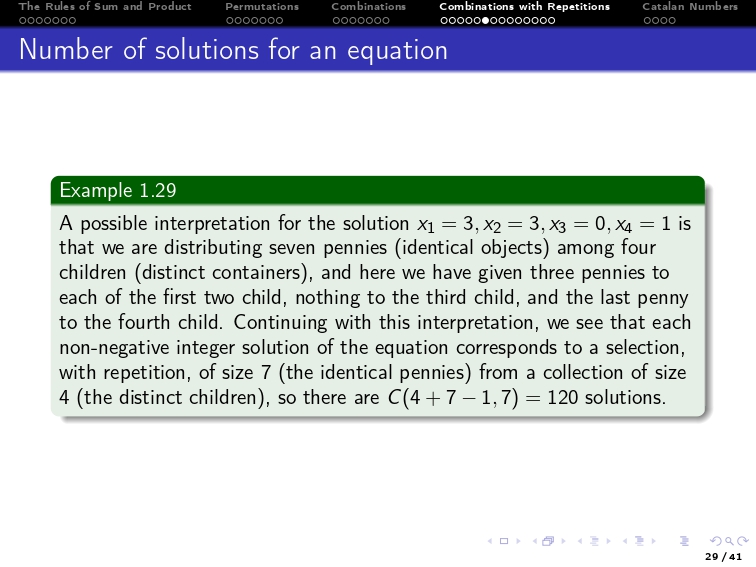 The Rules of Sum and Product Permutations Combinations Combinations with Repetitions Catalan Numbers
Number of solutions for an equation
Example 1.29
A possible interpretation for the solution x₁ = 3, x₂ = 3, x₃ = 0, x₄ = 1 is
that we are distributing seven pennies (identical objects) among four
children (distinct containers), and here we have given three pennies to
each of the first two child, nothing to the third child, and the last penny
to the fourth child. Continuing with this interpretation, we see that each
non-negative integer solution of the equation corresponds to a selection,
with repetition, of size 7 (the identical pennies) from a collection of size
4 (the distinct children), so there are C(4 + 7 − 1, 7) = 120 solutions.
29 / 41